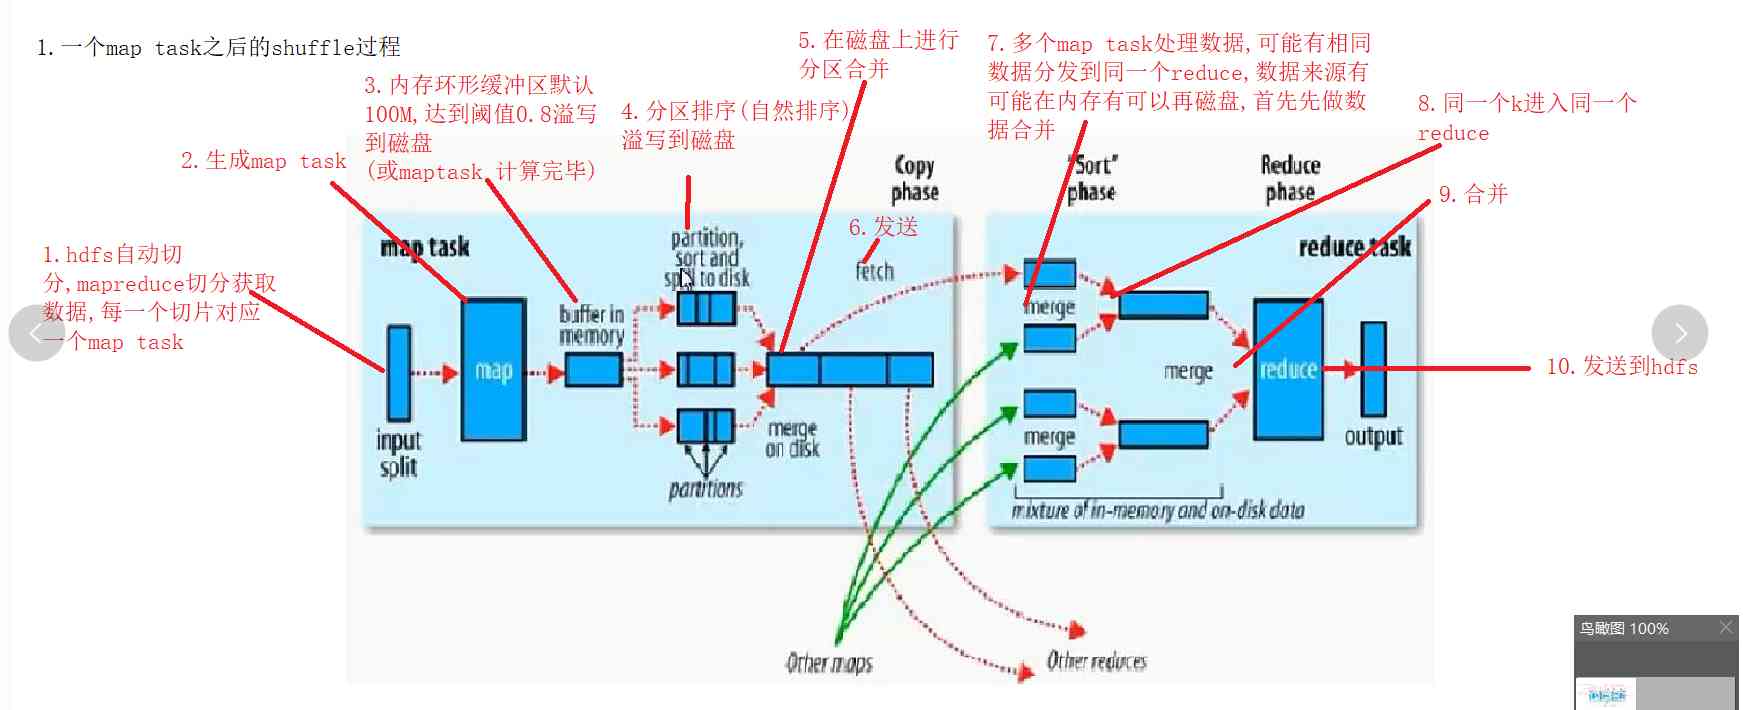 1.一个map task之后的shuffle过程
5.在磁盘上进行
分区合并
7.多个map task处理数据,可能有相同
数据分发到同一个reduce,数据来源有
可能在内存有可以再磁盘,首先先做数
据合并
3.内存环形缓冲区默认
100M,达到阈值0.8溢写
到磁盘
(或maptask 计算完毕)
4.分区排序(自然排序)
溢写到磁盘
8.同一个k进入同一个
reduce
2.生成map task
9.合并
Copy
phase
"Sort"
phase
Reduce
phase
1.hdfs自动切
分,mapreduce切分获取
数据,每一个切片对应
一个map task
map task
partition,
sort and
spill to disk
6.发送
fetch
reduce task
buffer in
memory
merge
map
merge
reduce
10.发送到hdfs
input
split
merge
on disk
merge
output
partitions
mixture of in-memory and on-disk data
Other maps
Other reduces
鸟瞰图 100%